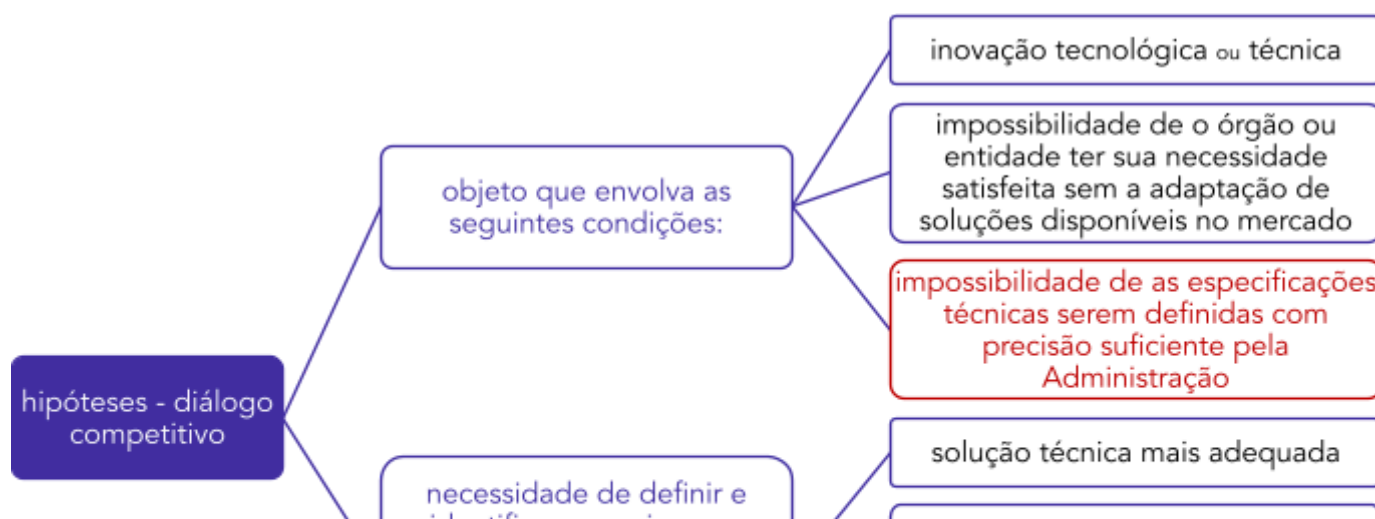 inovação tecnológica ou técnica
impossibilidade de o órgão ou
entidade ter sua necessidade
satisfeita sem a adaptação de
soluções disponíveis no mercado
objeto que envolva as
seguintes condições:
impossibilidade de as especificações
técnicas serem definidas com
precisão suficiente pela
Administração
hipóteses - diálogo
competitivo
solução técnica mais adequada
necessidade de definir e